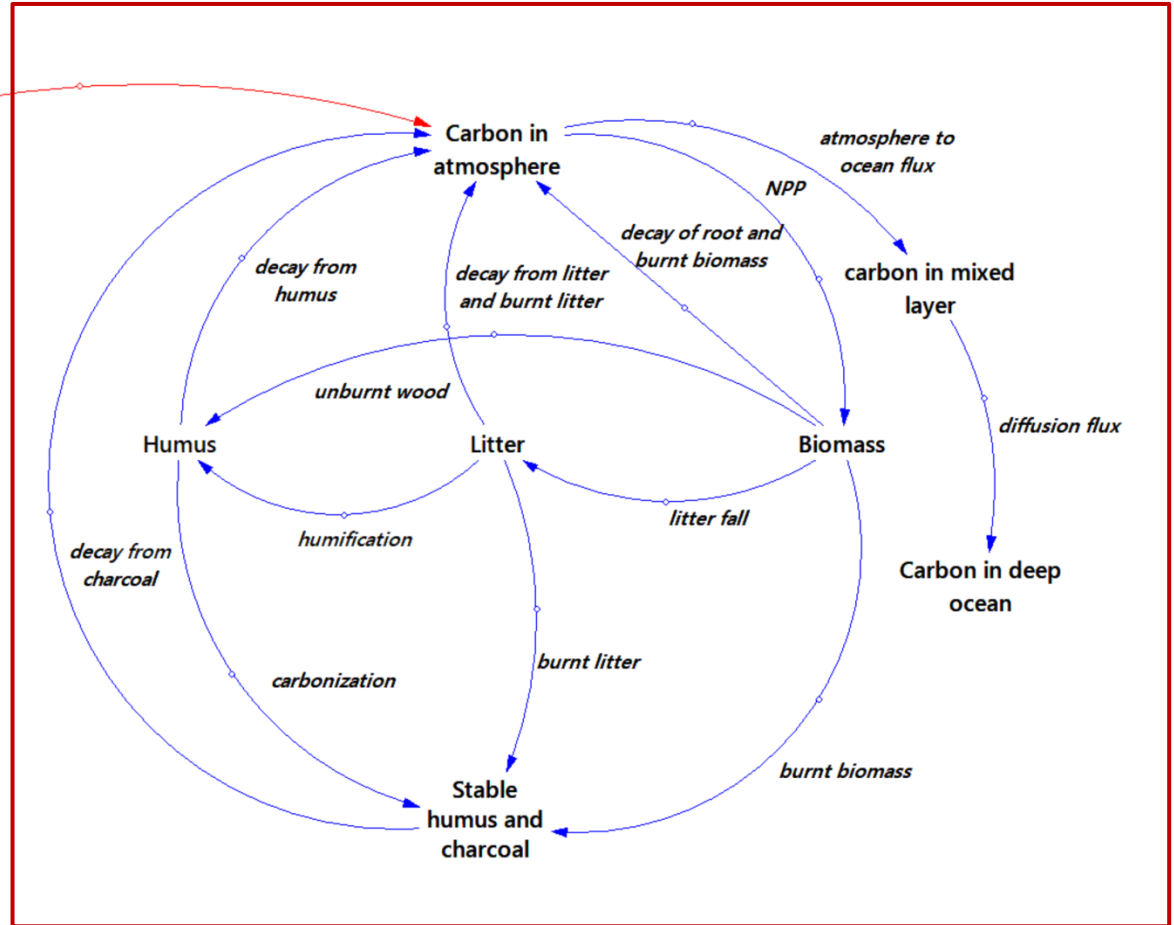 Carbon in
atmosphere
atmosphere to
ocean flux
NPP
decay of root and
burnt biomass
decay from
humus
decay from litter
and burnt litter
carbon in mixed
layer
unburnt wood
Humus
Litter
Biomass
diffusion flux
litter fall
humification
decay from
charcoal
Carbon in deep
ocean
burnt litter
carbonization
burnt biomass
Stable
humus and
charcoal